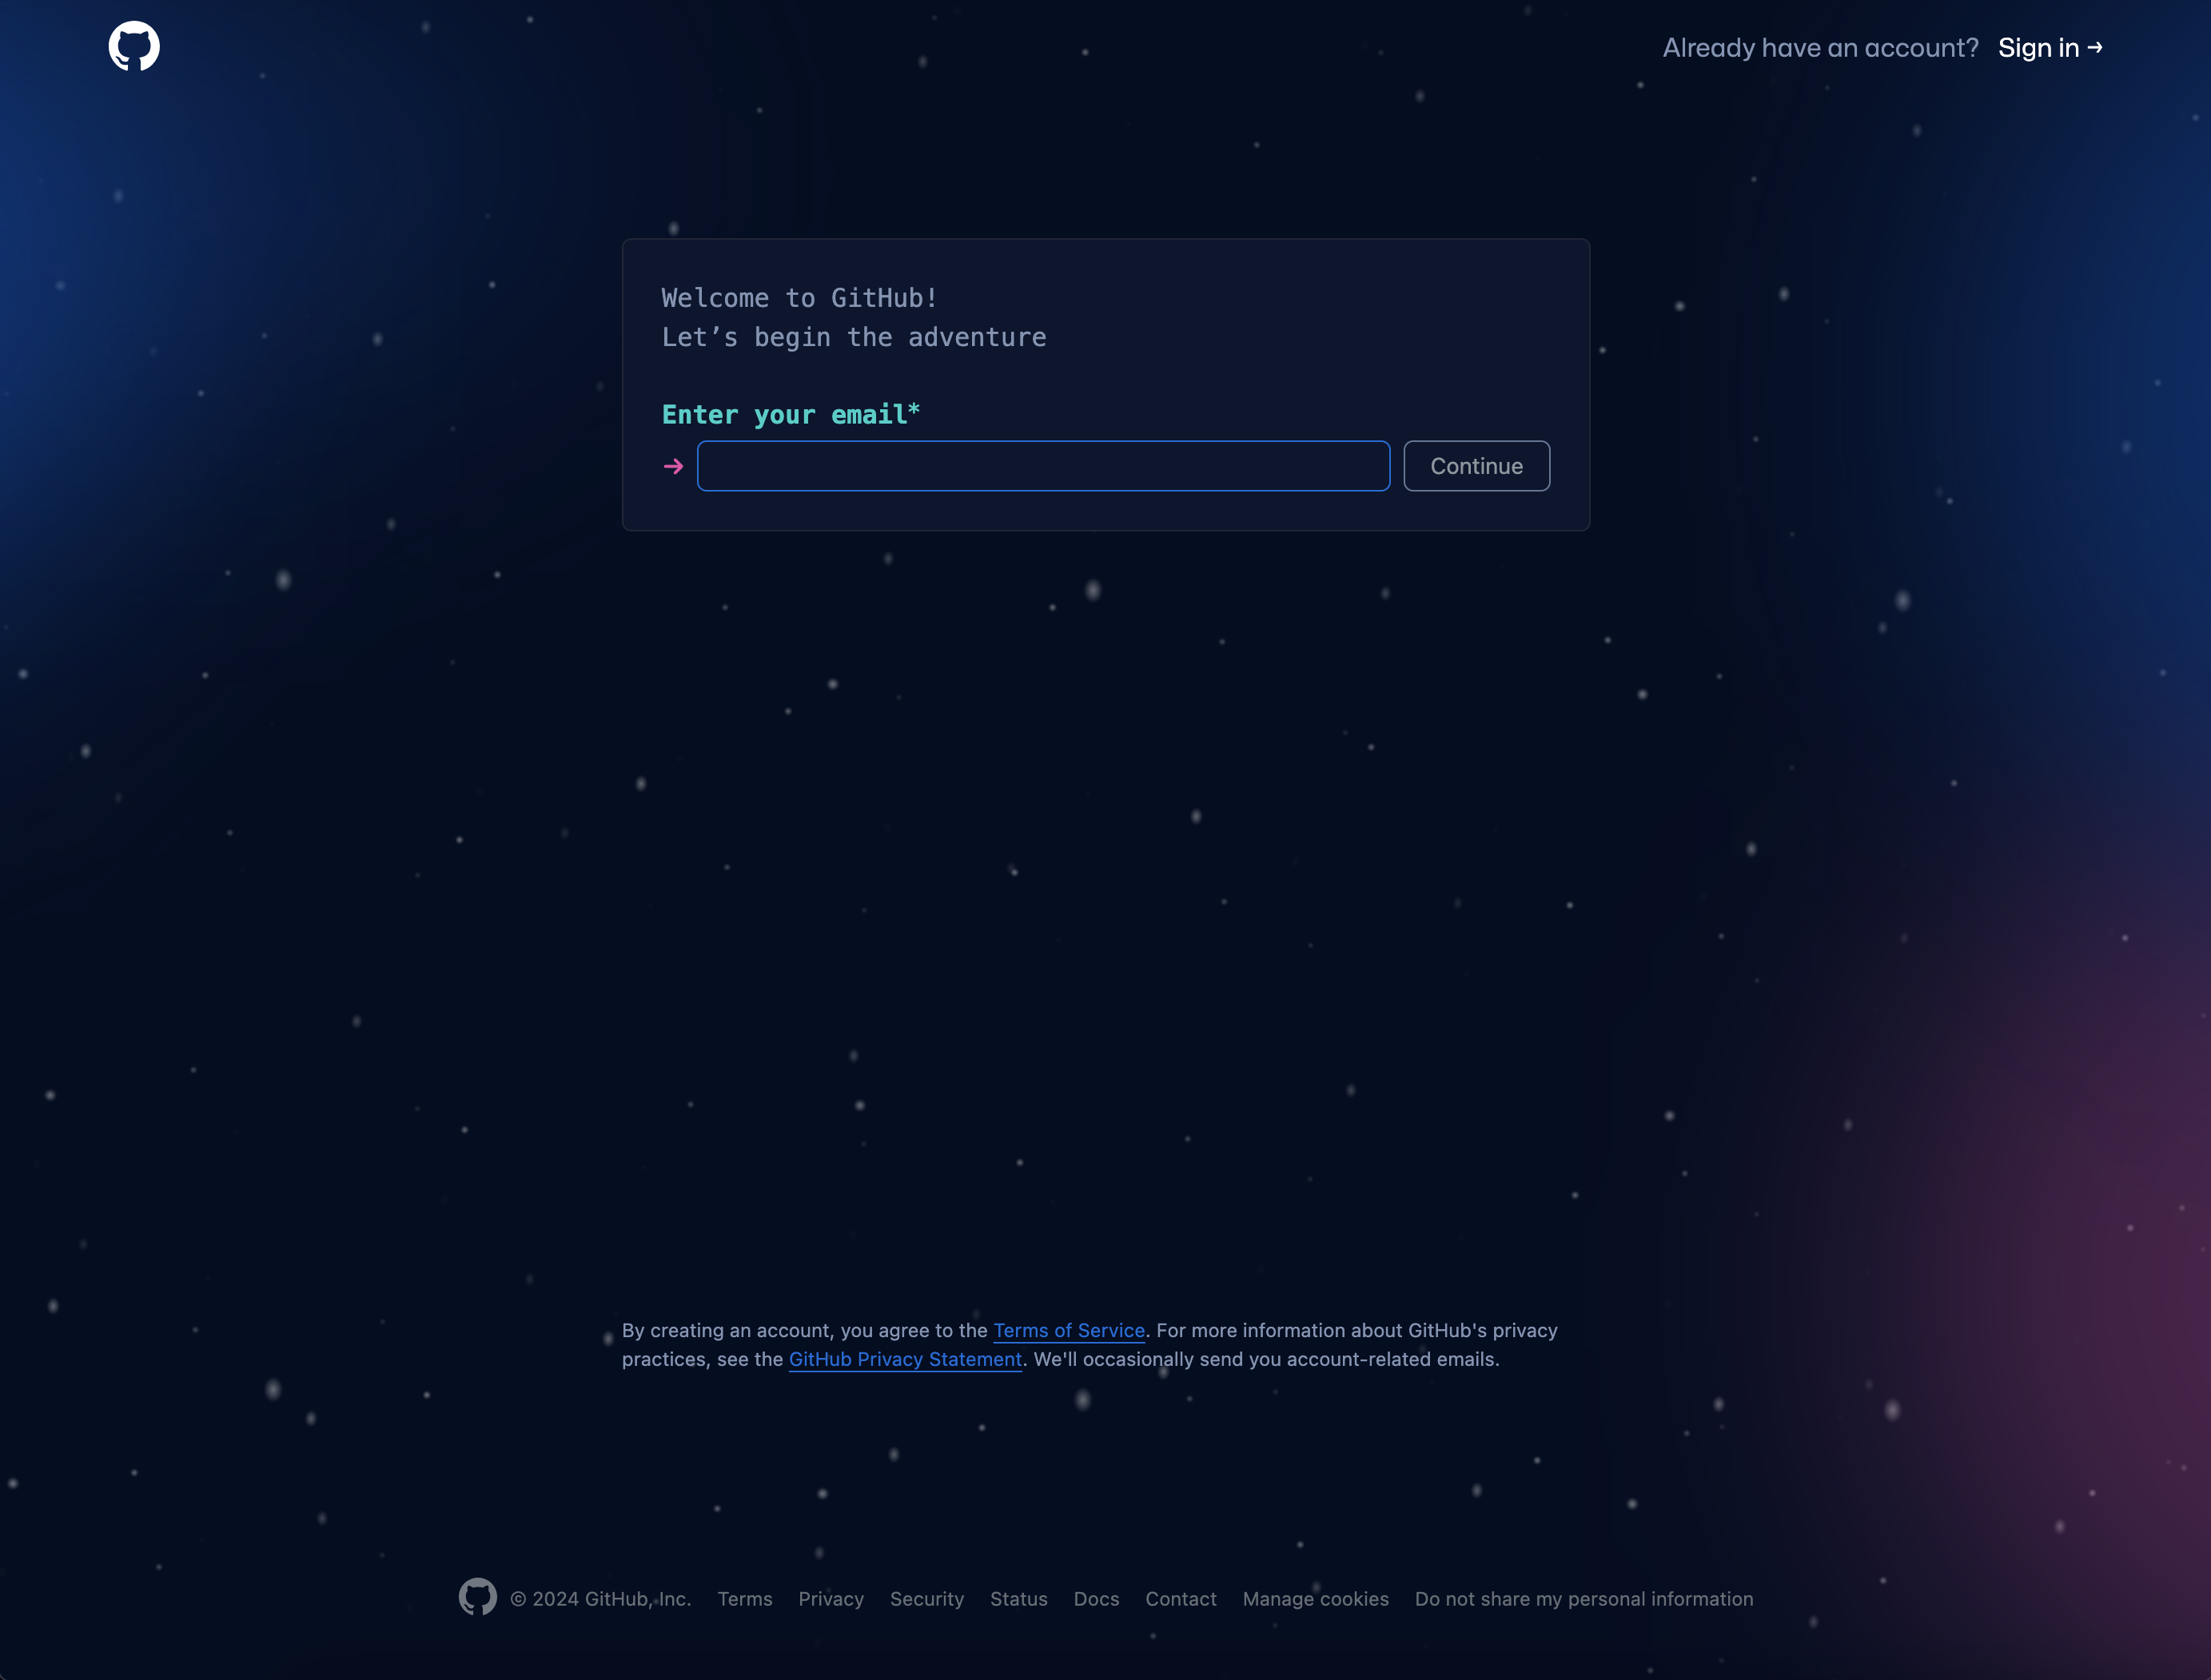 Already have an account? Sign in →
Welcome to GitHub!
Let’s begin the adventure
Enter your email*
→ Continue
By creating an account, you agree to the Terms of Service. For more information about GitHub's privacy
practices, see the GitHub Privacy Statement. We'll occasionally send you account-related emails.
© 2024 GitHub, Inc. Terms Privacy Security Status Docs Contact Manage cookies Do not share my personal information